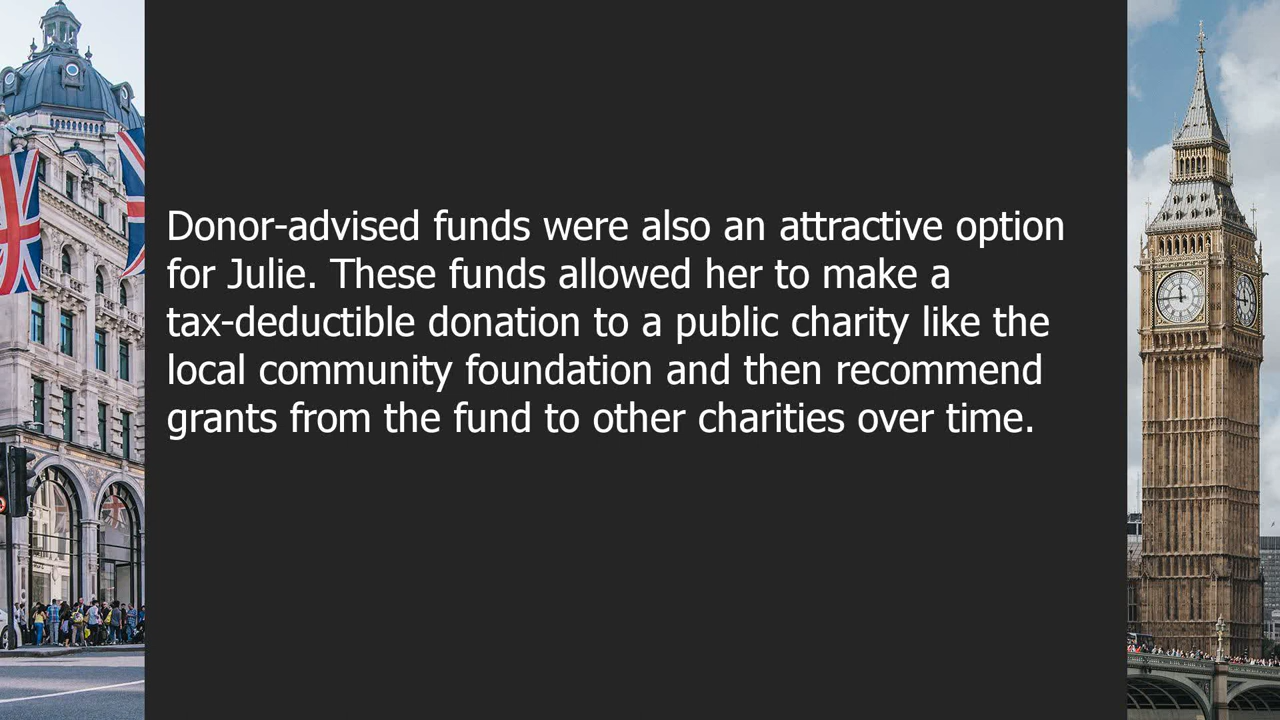 Donor-advised funds were also an attractive option
for Julie. These funds allowed her to make a
tax-deductible donation to a public charity like the
local community foundation and then recommend
grants from the fund to other charities over time.